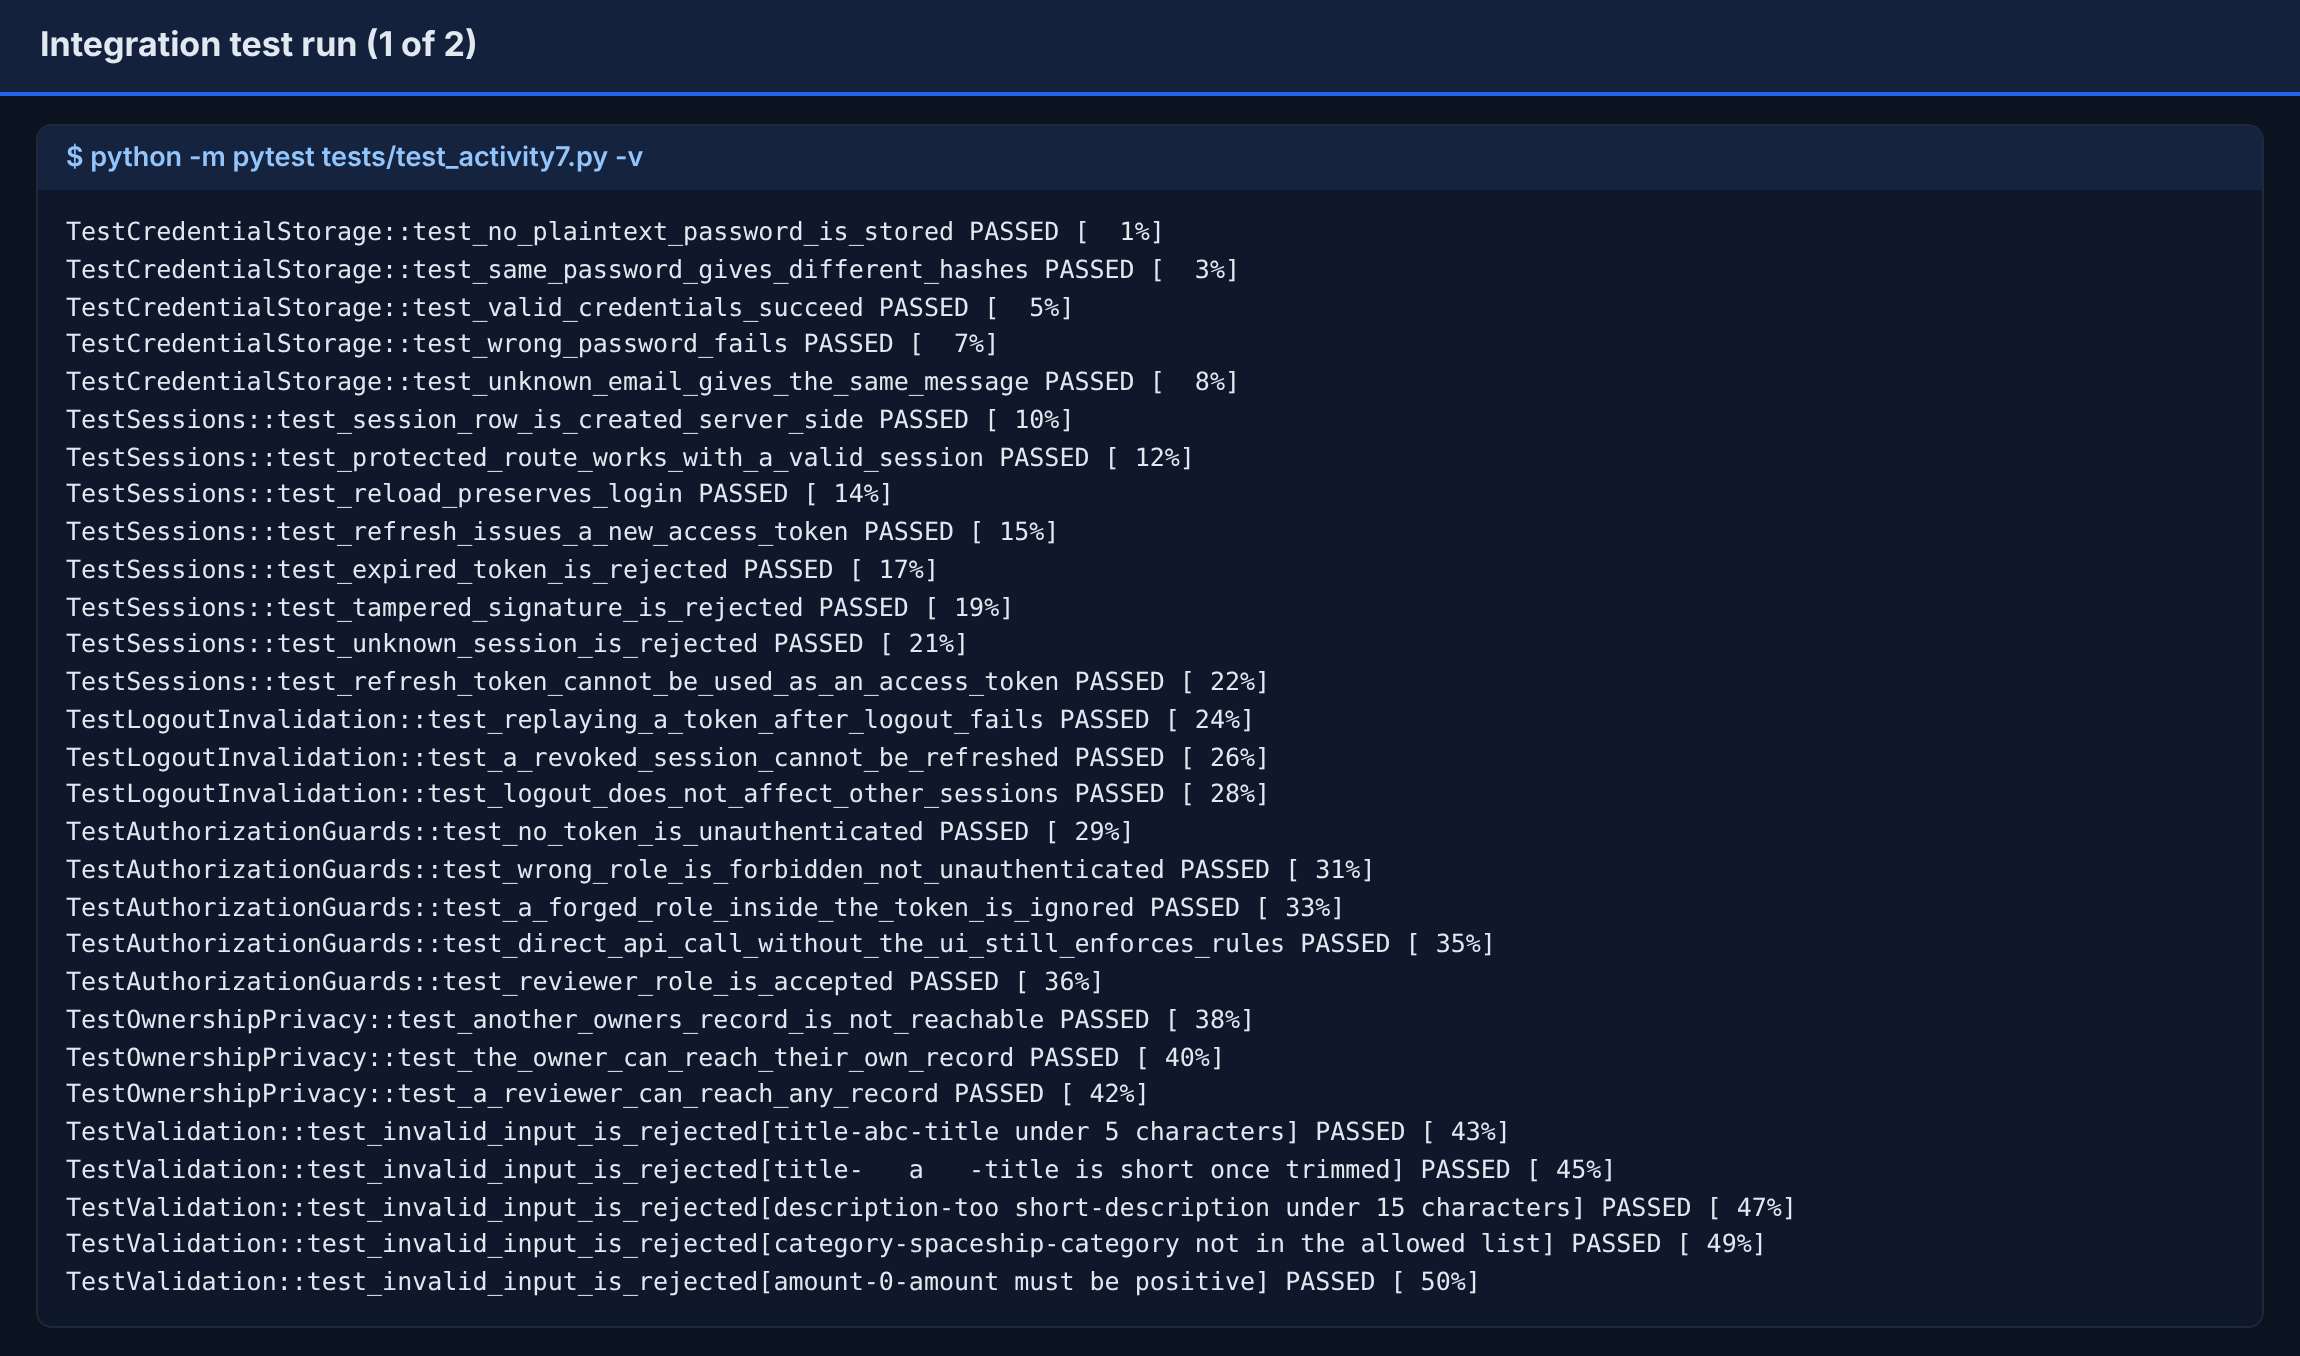 Integration test run (1 of 2)
$ python -m pytest tests/test_activity7.py -v
TestCredentialStorage::test_no_plaintext_password_is_stored PASSED [  1%]
TestCredentialStorage::test_same_password_gives_different_hashes PASSED [  3%]
TestCredentialStorage::test_valid_credentials_succeed PASSED [  5%]
TestCredentialStorage::test_wrong_password_fails PASSED [  7%]
TestCredentialStorage::test_unknown_email_gives_the_same_message PASSED [  8%]
TestSessions::test_session_row_is_created_server_side PASSED [ 10%]
TestSessions::test_protected_route_works_with_a_valid_session PASSED [ 12%]
TestSessions::test_reload_preserves_login PASSED [ 14%]
TestSessions::test_refresh_issues_a_new_access_token PASSED [ 15%]
TestSessions::test_expired_token_is_rejected PASSED [ 17%]
TestSessions::test_tampered_signature_is_rejected PASSED [ 19%]
TestSessions::test_unknown_session_is_rejected PASSED [ 21%]
TestSessions::test_refresh_token_cannot_be_used_as_an_access_token PASSED [ 22%]
TestLogoutInvalidation::test_replaying_a_token_after_logout_fails PASSED [ 24%]
TestLogoutInvalidation::test_a_revoked_session_cannot_be_refreshed PASSED [ 26%]
TestLogoutInvalidation::test_logout_does_not_affect_other_sessions PASSED [ 28%]
TestAuthorizationGuards::test_no_token_is_unauthenticated PASSED [ 29%]
TestAuthorizationGuards::test_wrong_role_is_forbidden_not_unauthenticated PASSED [ 31%]
TestAuthorizationGuards::test_a_forged_role_inside_the_token_is_ignored PASSED [ 33%]
TestAuthorizationGuards::test_direct_api_call_without_the_ui_still_enforces_rules PASSED [ 35%]
TestAuthorizationGuards::test_reviewer_role_is_accepted PASSED [ 36%]
TestOwnershipPrivacy::test_another_owners_record_is_not_reachable PASSED [ 38%]
TestOwnershipPrivacy::test_the_owner_can_reach_their_own_record PASSED [ 40%]
TestOwnershipPrivacy::test_a_reviewer_can_reach_any_record PASSED [ 42%]
TestValidation::test_invalid_input_is_rejected[title-abc-title under 5 characters] PASSED [ 43%]
TestValidation::test_invalid_input_is_rejected[title-   a   -title is short once trimmed] PASSED [ 45%]
TestValidation::test_invalid_input_is_rejected[description-too short-description under 15 characters] PASSED [ 47%]
TestValidation::test_invalid_input_is_rejected[category-spaceship-category not in the allowed list] PASSED [ 49%]
TestValidation::test_invalid_input_is_rejected[amount-0-amount must be positive] PASSED [ 50%]